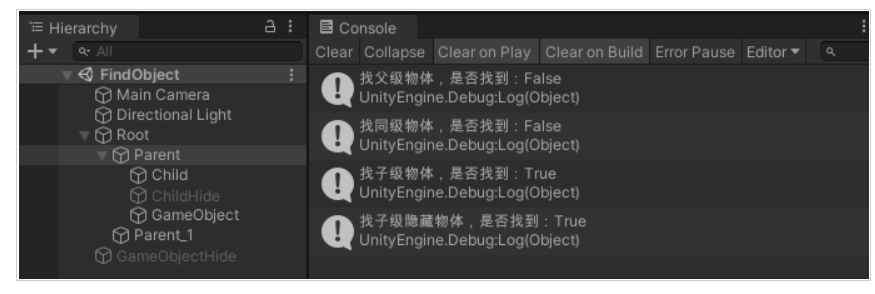 Hierarchy
All
FindObject
Main Camera
Directional Light
Root
Parent
Child
ChildHide
GameObject
Parent_1
GameObjectHide
Console
Clear Collapse Clear on Play Clear on Build Error Pause Editor
找父级物体，是否找到：False
UnityEngine.Debug:Log(Object)
找同级物体，是否找到：False
UnityEngine.Debug:Log(Object)
找子级物体，是否找到：True
UnityEngine.Debug:Log(Object)
找子级隐藏物体，是否找到：True
UnityEngine.Debug:Log(Object)